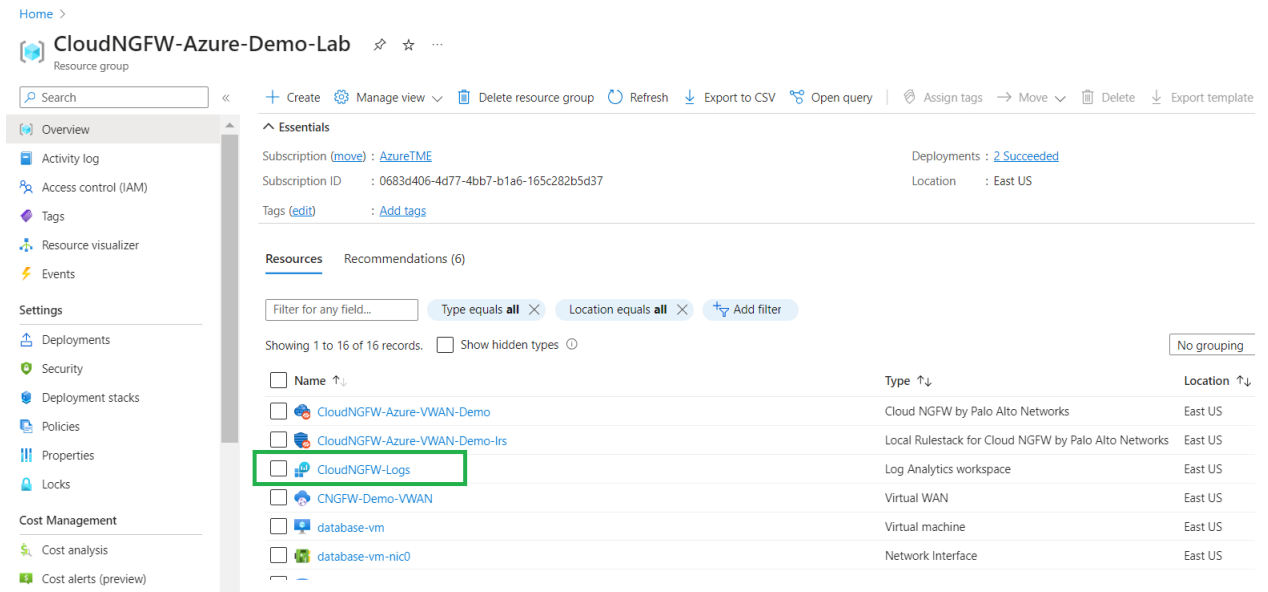 Home >
CloudNGFW-Azure-Demo-Lab ...
Resource group
Search «
Create Manage view Delete resource group Refresh Export to CSV Open query Assign tags Move Delete Export template
Overview
Activity log
Access control (IAM)
Tags
Resource visualizer
Events
Settings
Deployments
Security
Deployment stacks
Policies
Properties
Locks
Cost Management
Cost analysis
Cost alerts (preview)
Essentials
Subscription (move) : AzureTME Deployments : 2 Succeeded
Subscription ID : 0683d406-4d77-4bb7-b1a6-165c282b5d37 Location : East US
Tags (edit) : Add tags
Resources Recommendations (6)
Filter for any field... Type equals all Location equals all Add filter
Showing 1 to 16 of 16 records. Show hidden types No grouping
Name ↑↓ Type ↑↓ Location ↑↓
CloudNGFW-Azure-VWAN-Demo Cloud NGFW by Palo Alto Networks East US
CloudNGFW-Azure-VWAN-Demo-lrs Local Rulestack for Cloud NGFW by Palo Alto Networks East US
CloudNGFW-Logs Log Analytics workspace East US
CNGFW-Demo-VWAN Virtual WAN East US
database-vm Virtual machine East US
database-vm-nic0 Network Interface East US